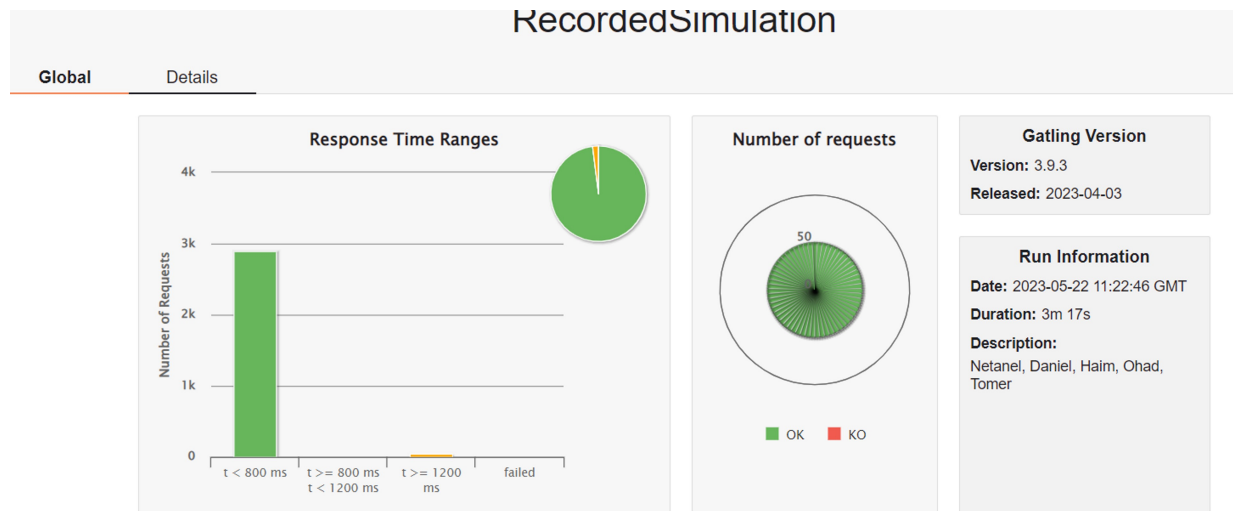 RecordedSimulation
Global
Details
Response Time Ranges
4k
3k
2k
1k
0
Number of Requests
t < 800 ms
t >= 800 ms
t < 1200 ms
t >= 1200
ms
failed
Number of requests
50
OK
KO
Gatling Version
Version: 3.9.3
Released: 2023-04-03
Run Information
Date: 2023-05-22 11:22:46 GMT
Duration: 3m 17s
Description:
Netanel, Daniel, Haim, Ohad,
Tomer